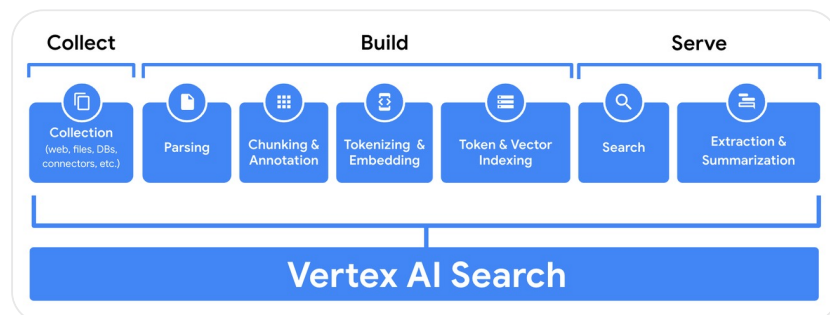 Collect
Build
Serve
Collection
(web, files, DBs,
connectors, etc.)
Parsing
Chunking &
Annotation
Tokenizing &
Embedding
Token & Vector
Indexing
Search
Extraction &
Summarization
Vertex AI Search